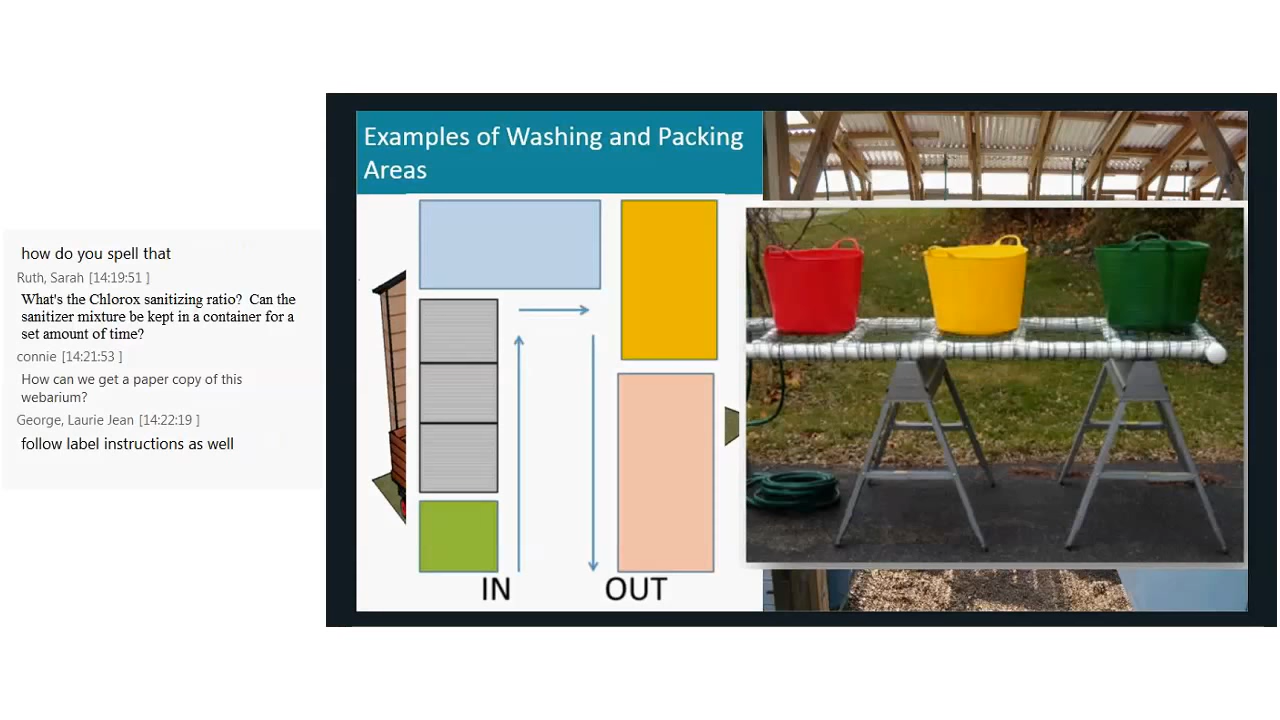 how do you spell that
Ruth, Sarah [14:19:51 ]
What's the Chlorox sanitizing ratio?  Can the
sanitizer mixture be kept in a container for a
set amount of time?
connie [14:21:53 ]
How can we get a paper copy of this
webarium?
George, Laurie Jean [14:22:19 ]
follow label instructions as well
Examples of Washing and Packing
Areas
IN
OUT